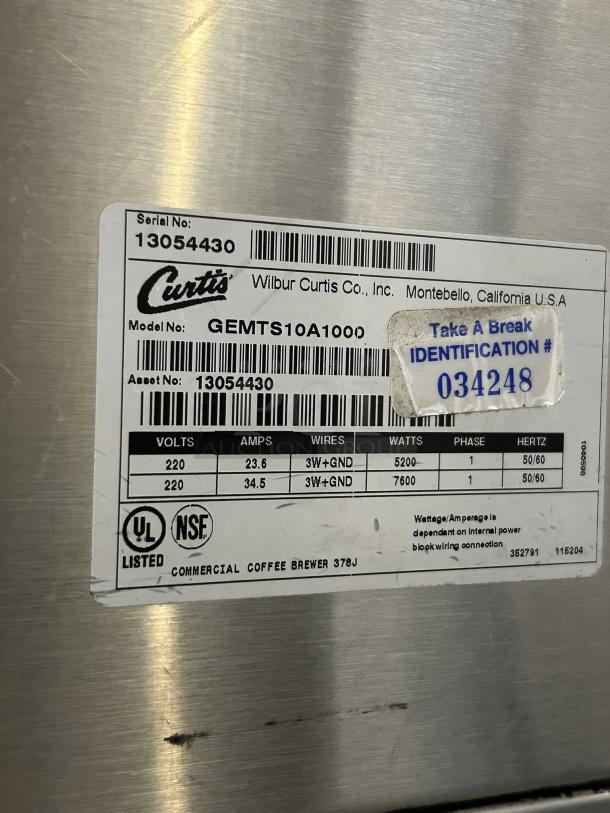 Serial No:
13054430
Curtis Wilbur Curtis Co., Inc. Montebello, California U.S.A
Model No: GEMTS10A1000
Take A Break
IDENTIFICATION #
034248
Asset No: 13054430
VOLTS AMPS WIRES WATTS PHASE HERTZ
220 23.6 3W+GND 5200 1 50/60
220 34.5 3W+GND 7600 1 50/60
1040598
UL NSF
LISTED
Wattage/Amperage is
dependant on internal power
block wiring connection
352791 115204
COMMERCIAL COFFEE BREWER 378J
AUCTION GROUP